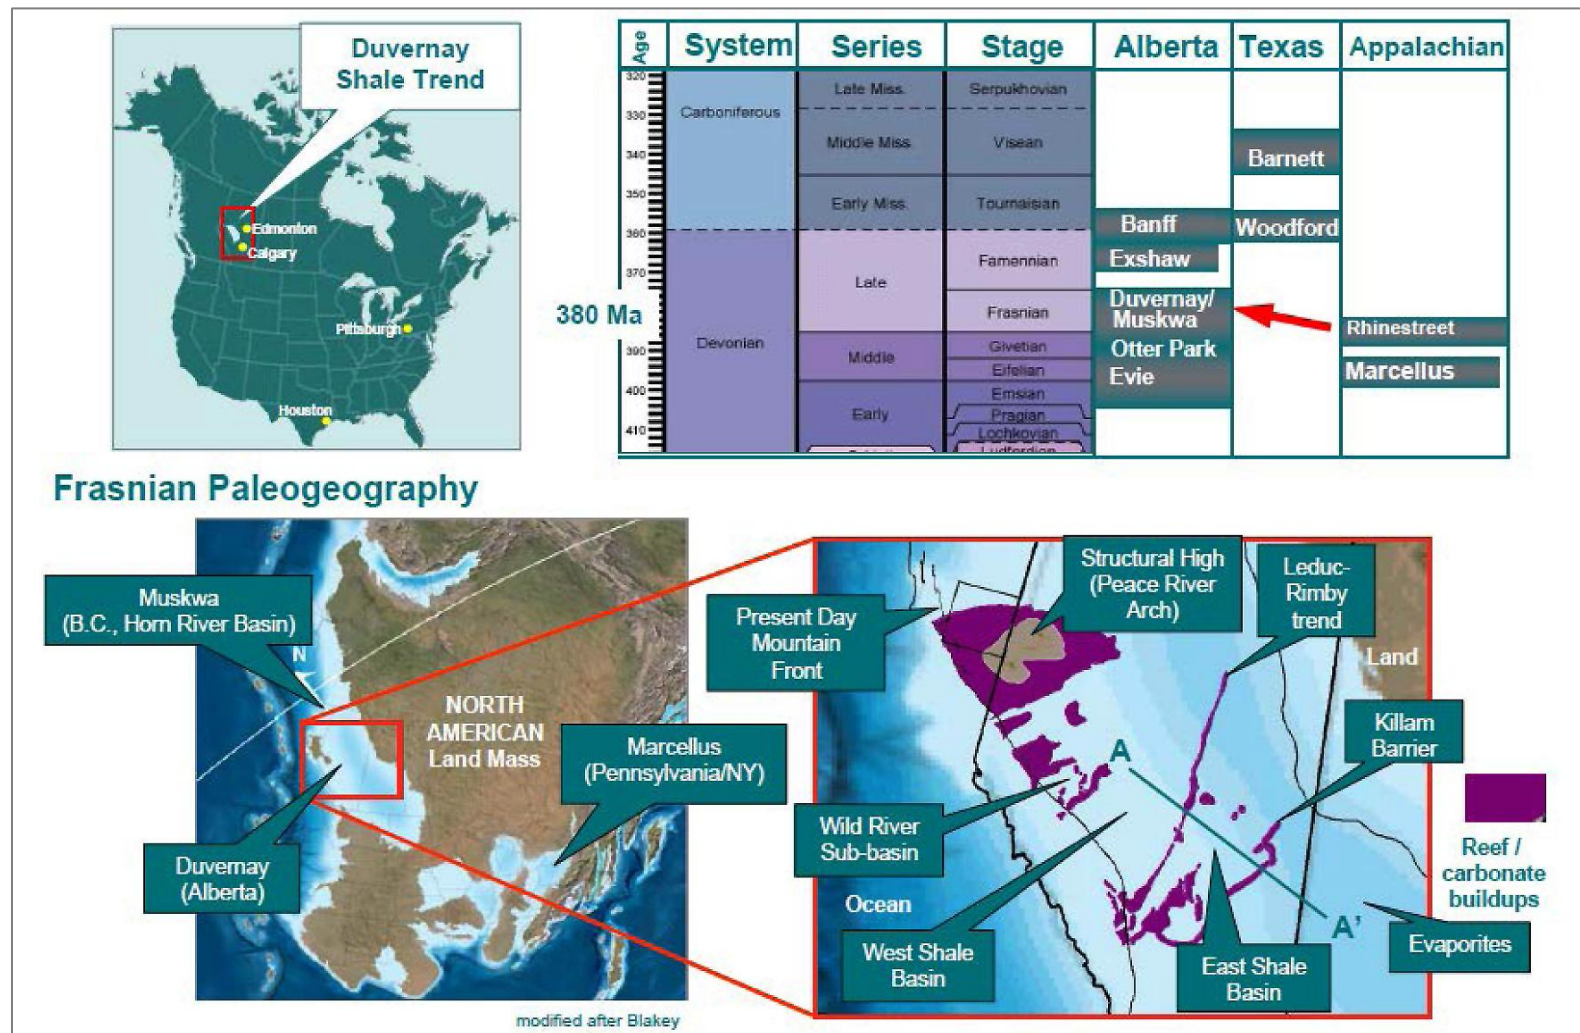 Duvernay
Shale Trend
Edmonton
Calgary
Pittsburgh
Houston
Age
System
Series
Stage
Alberta
Texas
Appalachian
320
330
340
350
360
370
380 Ma
390
400
410
Carboniferous
Devonian
Late Miss.
Middle Miss.
Early Miss.
Late
Middle
Early
Serpukhovian
Visean
Tournaisian
Famennian
Frasnian
Givetian
Eifelian
Emsian
Pragian
Lochkovian
Ludfordian
Banff
Exshaw
Duvernay/
Muskwa
Otter Park
Evie
Barnett
Woodford
Rhinestreet
Marcellus
Frasnian Paleogeography
Muskwa
(B.C., Horn River Basin)
N
NORTH
AMERICAN
Land Mass
Marcellus
(Pennsylvania/NY)
Duvernay
(Alberta)
modified after Blakey
Structural High
(Peace River
Arch)
Leduc-
Rimby
trend
Present Day
Mountain
Front
Land
Killam
Barrier
A
Wild River
Sub-basin
Ocean
West Shale
Basin
East Shale
Basin
A'
Evaporites
Reef /
carbonate
buildups